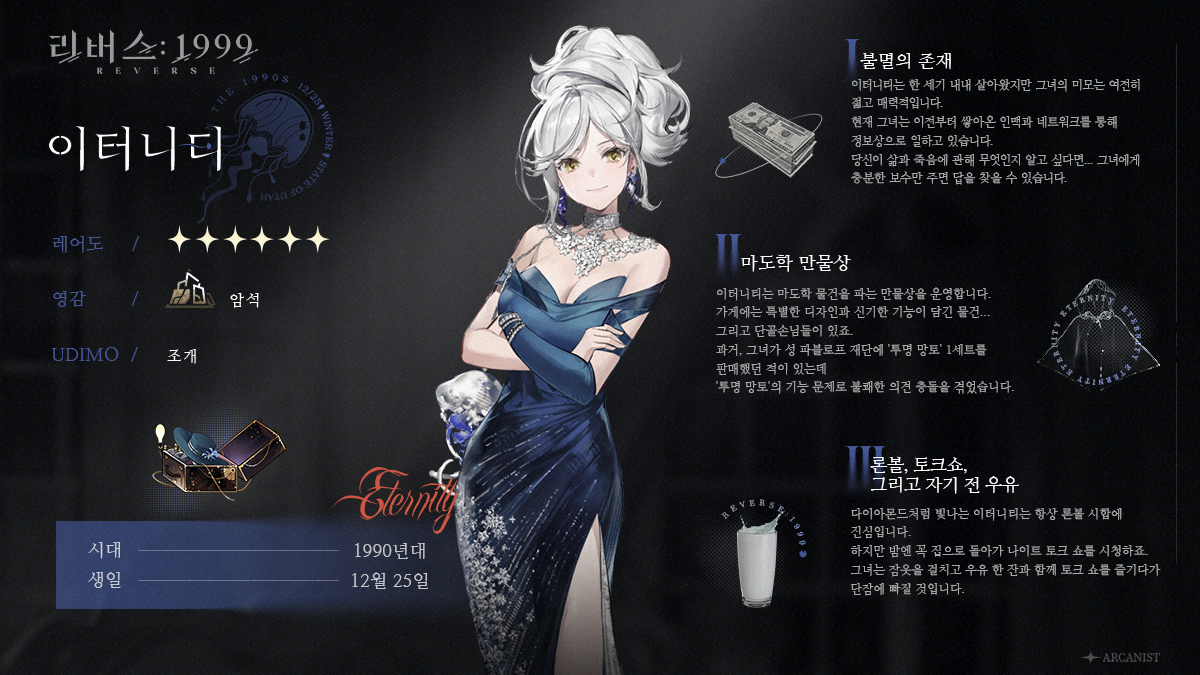 리버스:1999
REVERSE
THE 1990S 12/25 WINTER STATE OF UTAH
이터니티
레어도 /
영감 / 암석
UDIMO / 조개
Eternity
시대 1990년대
생일 12월 25일
I 불멸의 존재
이터니티는 한 세기 내내 살아왔지만 그녀의 미모는 여전히
젊고 매력적입니다.
현재 그녀는 이전부터 쌓아온 인맥과 네트워크를 통해
정보상으로 일하고 있습니다.
당신이 삶과 죽음에 관해 무엇인지 알고 싶다면... 그녀에게
충분한 보수만 주면 답을 찾을 수 있습니다.
II 마도학 만물상
이터니티는 마도학 물건을 파는 만물상을 운영합니다.
가게에는 특별한 디자인과 신기한 기능이 담긴 물건...
그리고 단골손님들이 있죠.
과거, 그녀가 성 파블로프 재단에 '투명 망토' 1세트를
판매했던 적이 있는데
'투명 망토'의 기능 문제로 불쾌한 의견 충돌을 겪었습니다.
ETERNITY ETERNITY ETERNITY ETERNITY
III 론볼, 토크쇼,
그리고 자기 전 우유
다이아몬드처럼 빛나는 이터니티는 항상 론볼 시합에
진심입니다.
하지만 밤엔 꼭 집으로 돌아가 나이트 토크 쇼를 시청하죠.
그녀는 잠옷을 걸치고 우유 한 잔과 함께 토크 쇼를 즐기다가
단잠에 빠질 것입니다.
REVERSE:1999
ARCANIST